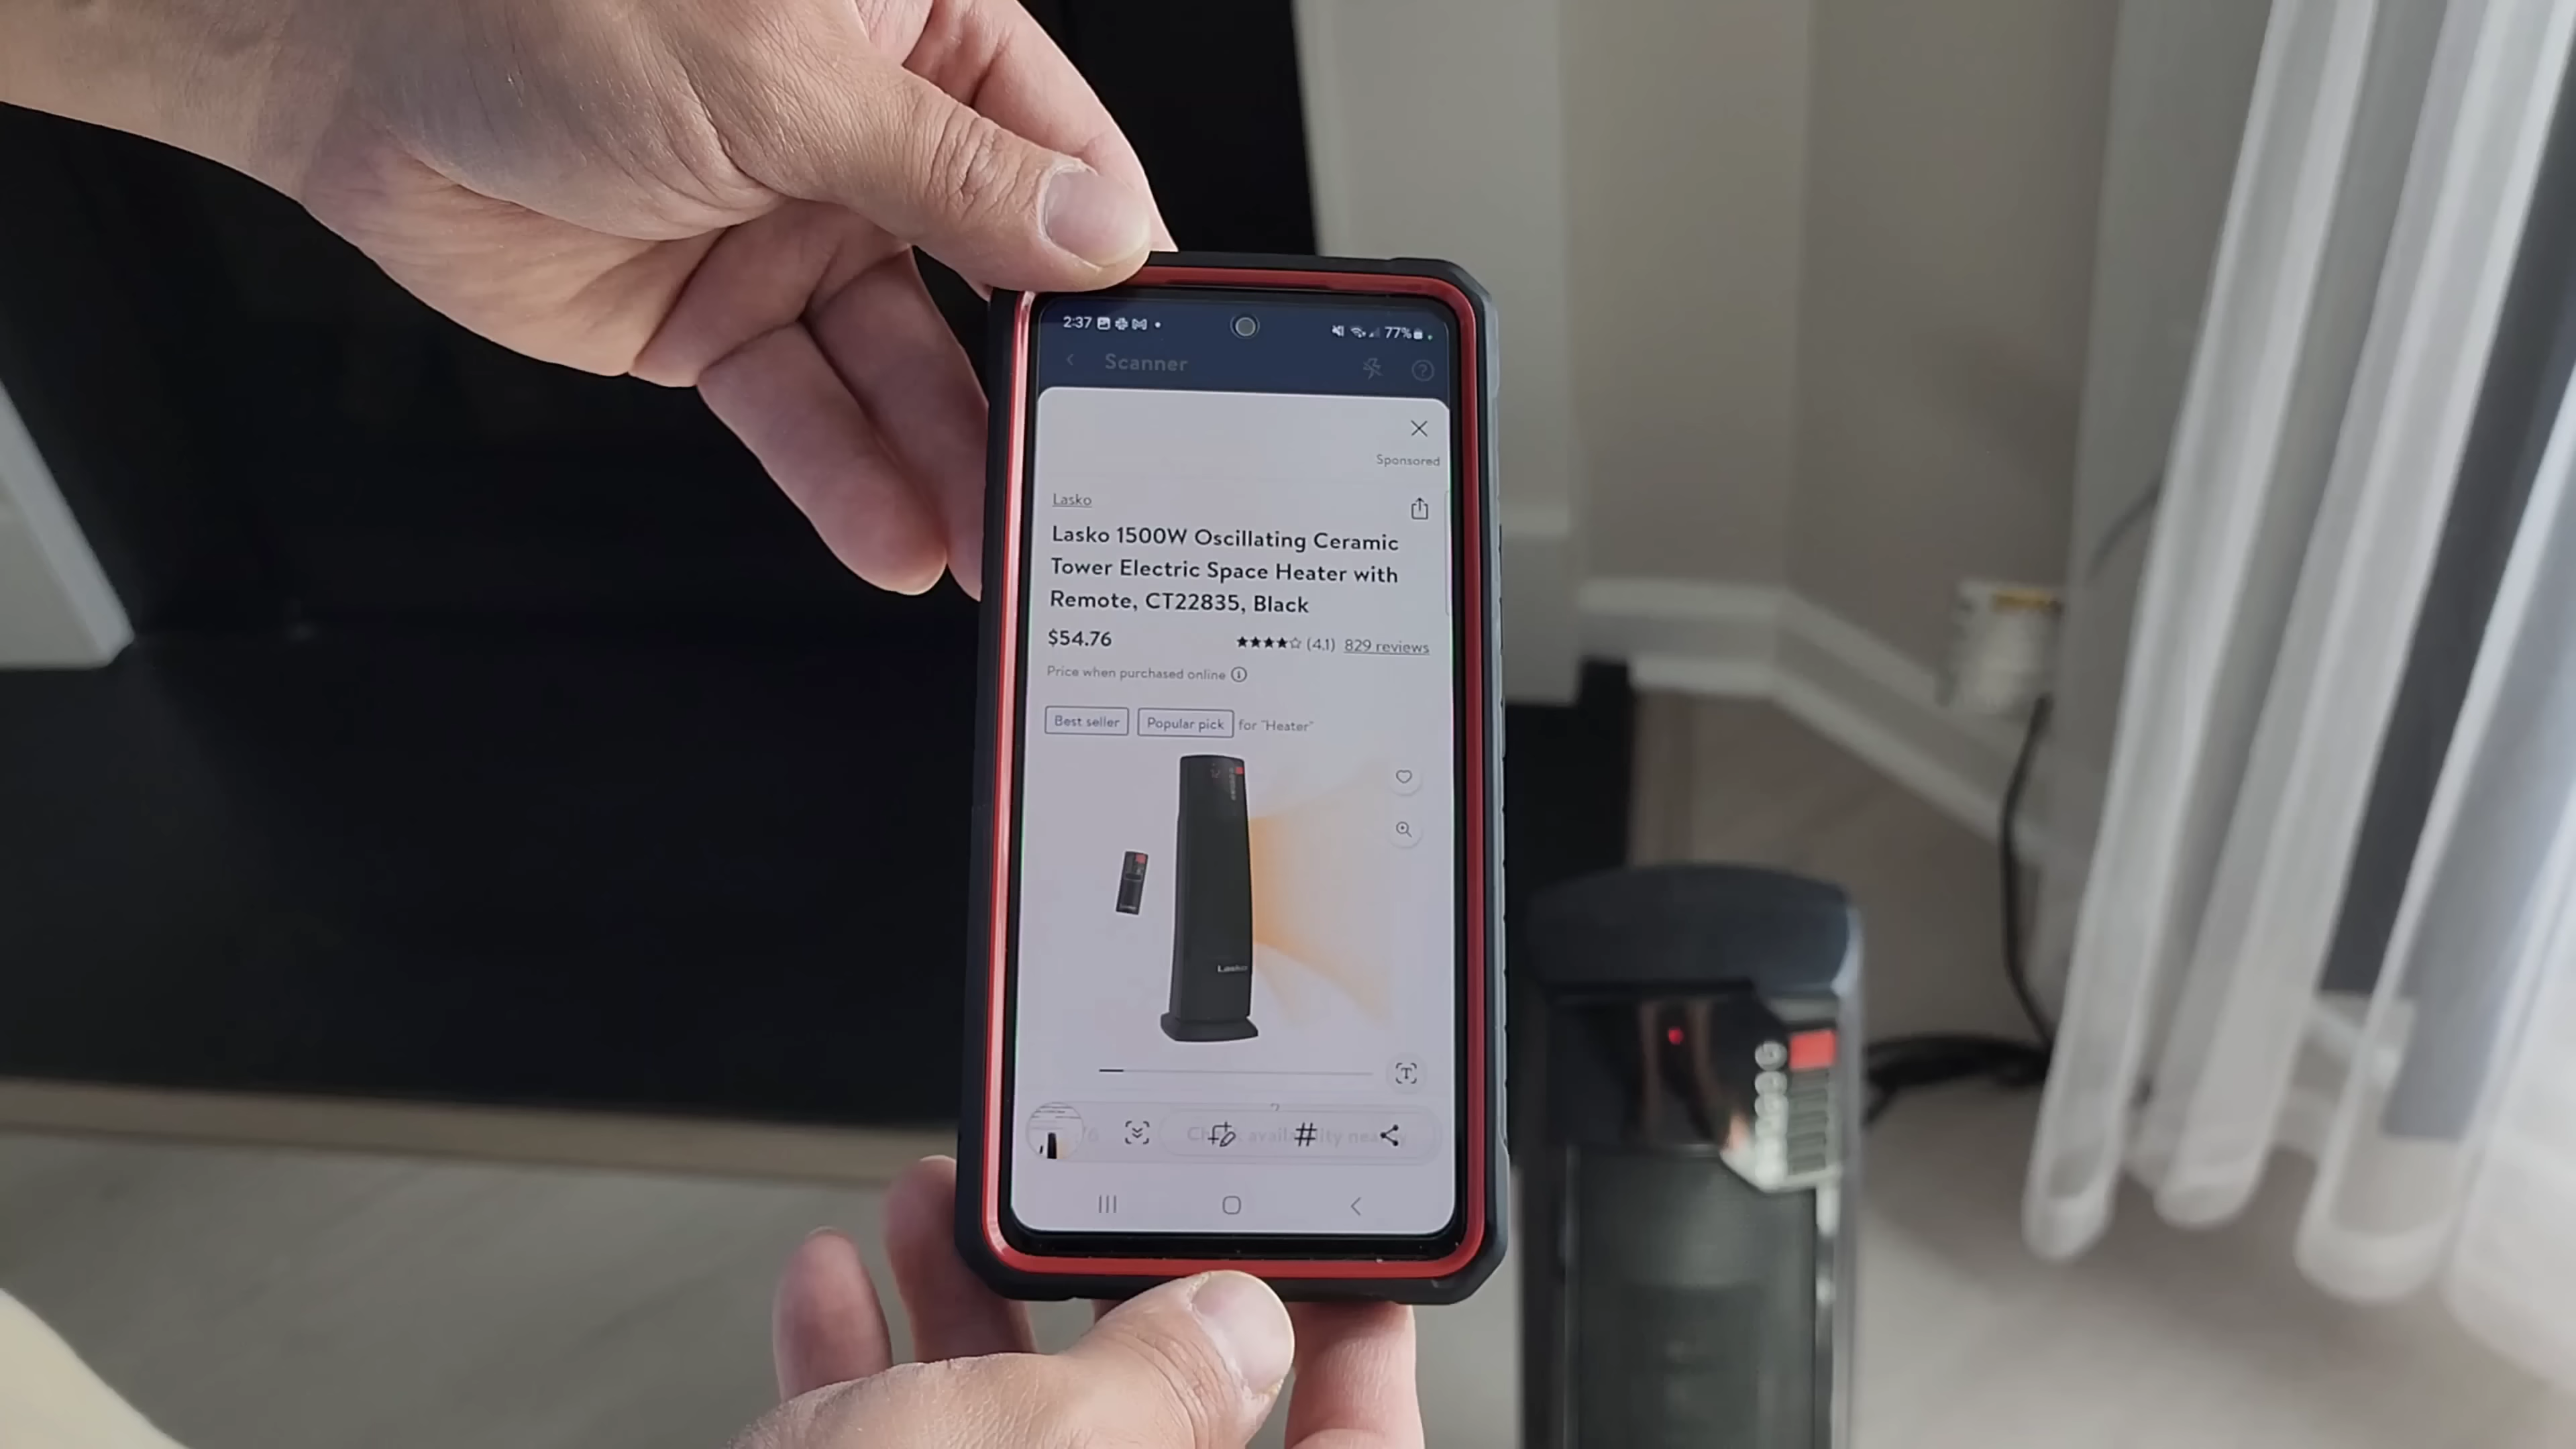 2:37
77%
Scanner
Sponsored
Lasko
Lasko 1500W Oscillating Ceramic
Tower Electric Space Heater with
Remote, CT22835, Black
$54.76
(4.1) 829 reviews
Price when purchased online
Best seller Popular pick for "Heater"
Lasko